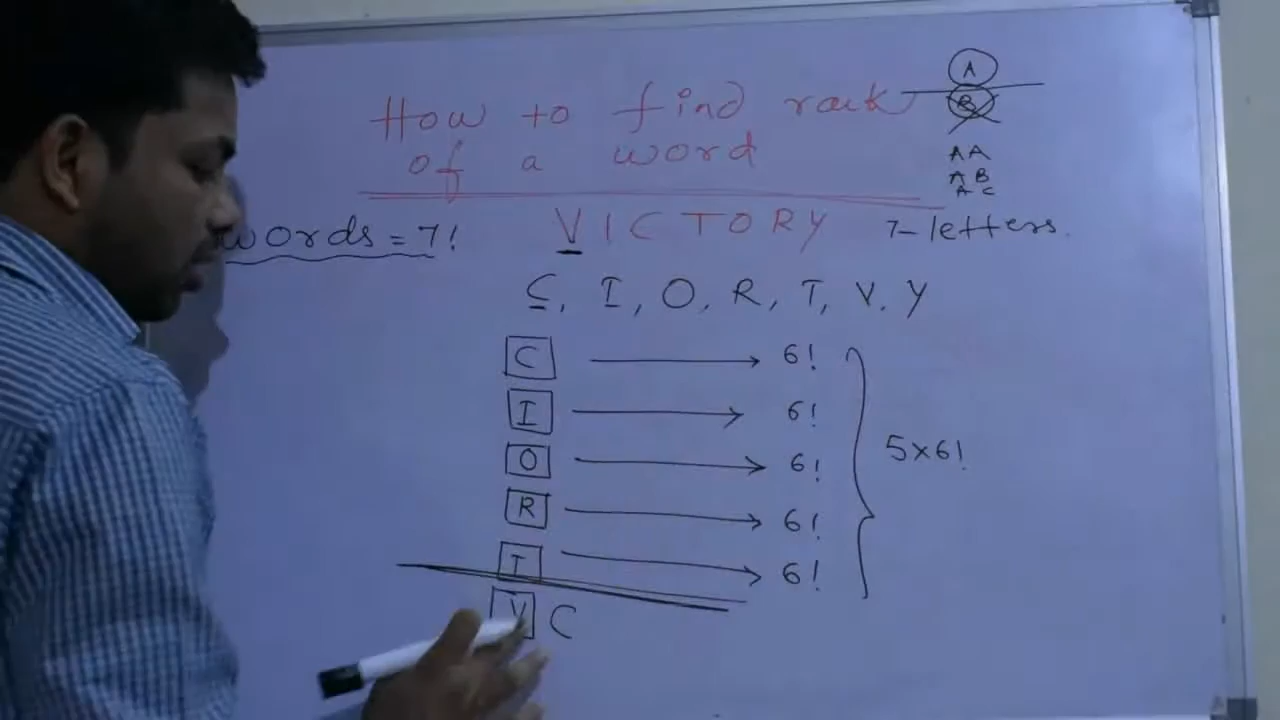 How to find rack
of a word
A
B
AA
AB
AC
words = 7!
VICTORY
7-letters.
C, I, O, R, T, V, Y
C → 6!
I → 6!
O → 6!
R → 6!
T → 6!
5×6!
V C